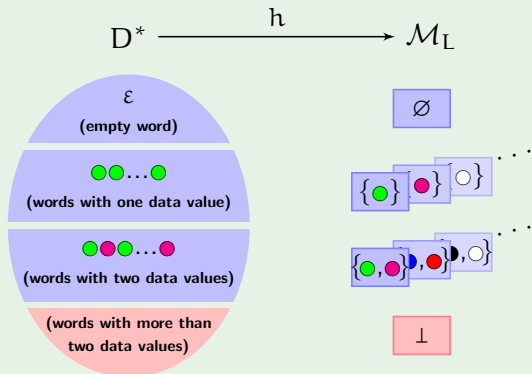 D* h ℳL
ε
(empty word)
∅
...
(words with one data value)
{ } { } { } ...
...
(words with two data values)
{ , } , } , } ...
(words with more than
two data values)
⊥